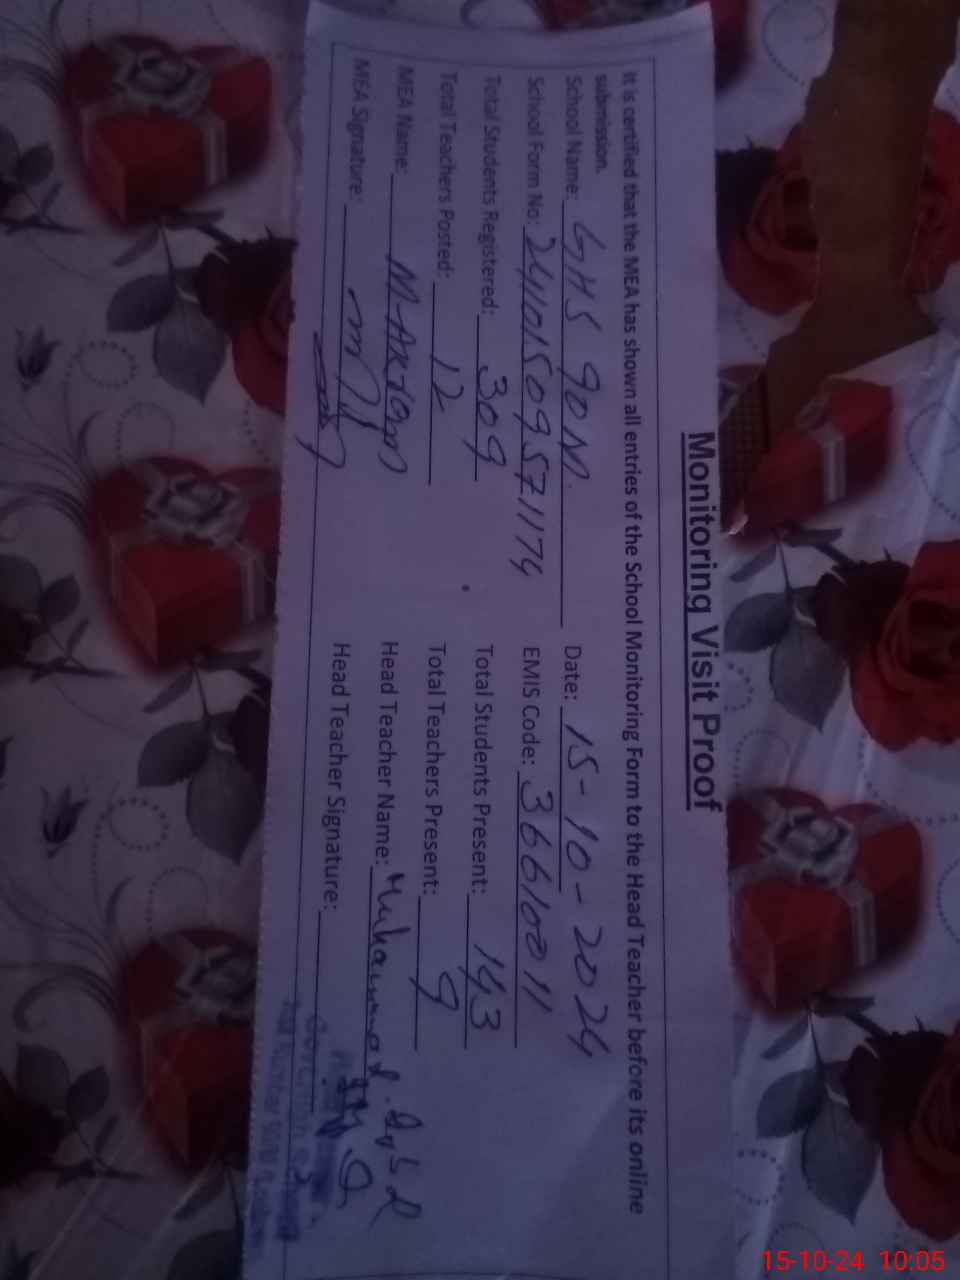 Monitoring Visit Proof
It is certified that the MEA has shown all entries of the School Monitoring Form to the Head Teacher before its online
submission.
School Name: GHS 90 N. Date: 15-10-2024
School Form No: 24101509571174 EMIS Code: 36610011
Total Students Registered: 309 Total Students Present: 143
Total Teachers Posted: 12 Total Teachers Present: 9
MEA Name: M. Head Teacher Name: Muhammad
MEA Signature: Head Teacher Signature:
15-10-24 10:05